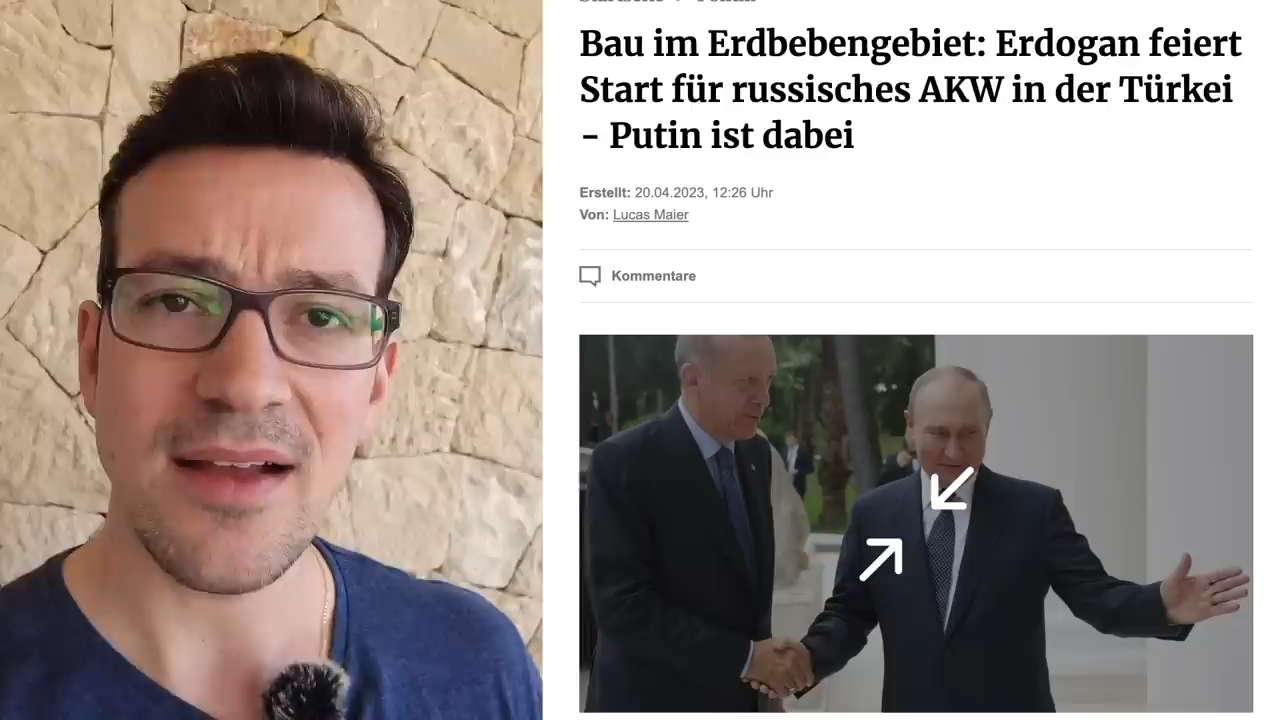 Bau im Erdbebengebiet: Erdogan feiert
Start für russisches AKW in der Türkei
- Putin ist dabei
Erstellt: 20.04.2023, 12:26 Uhr
Von: Lucas Maier
Kommentare